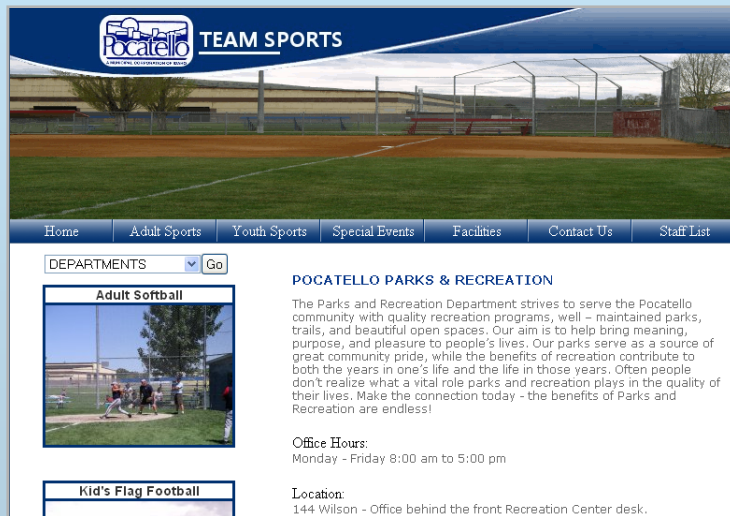 Pocatello
A MUNICIPAL CORPORATION OF IDAHO
TEAM SPORTS
Home Adult Sports Youth Sports Special Events Facilities Contact Us Staff List
DEPARTMENTS Go
Adult Softball
Kid's Flag Football
POCATELLO PARKS & RECREATION
The Parks and Recreation Department strives to serve the Pocatello
community with quality recreation programs, well – maintained parks,
trails, and beautiful open spaces. Our aim is to help bring meaning,
purpose, and pleasure to people's lives. Our parks serve as a source of
great community pride, while the benefits of recreation contribute to
both the years in one's life and the life in those years. Often people
don't realize what a vital role parks and recreation plays in the quality of
their lives. Make the connection today - the benefits of Parks and
Recreation are endless!
Office Hours:
Monday - Friday 8:00 am to 5:00 pm
Location:
144 Wilson - Office behind the front Recreation Center desk.